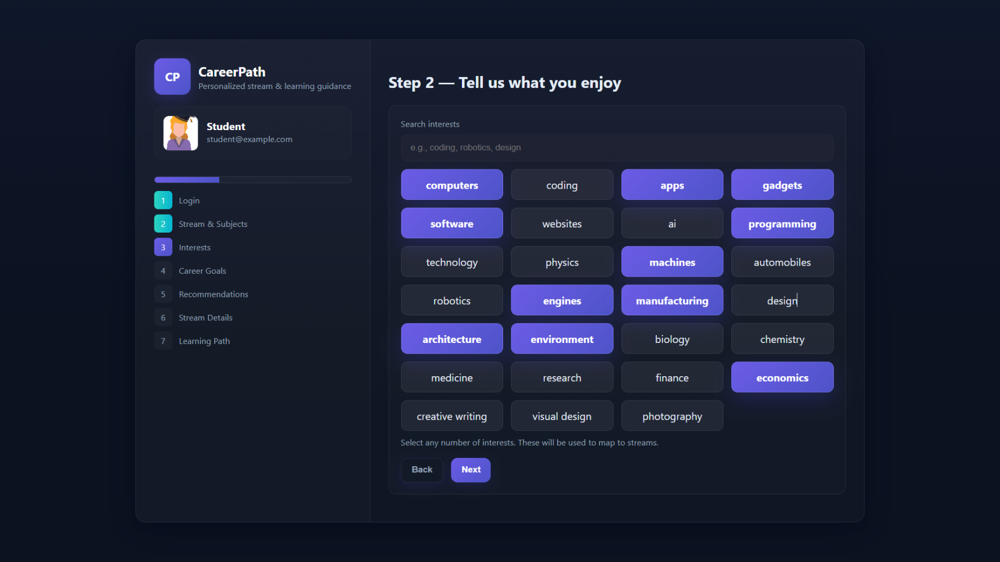 CP
CareerPath
Personalized stream & learning guidance
Student
student@example.com
1 Login
2 Stream & Subjects
3 Interests
4 Career Goals
5 Recommendations
6 Stream Details
7 Learning Path
Step 2 — Tell us what you enjoy
Search interests
e.g., coding, robotics, design
computers coding apps gadgets
software websites ai programming
technology physics machines automobiles
robotics engines manufacturing design
architecture environment biology chemistry
medicine research finance economics
creative writing visual design photography
Select any number of interests. These will be used to map to streams.
Back Next